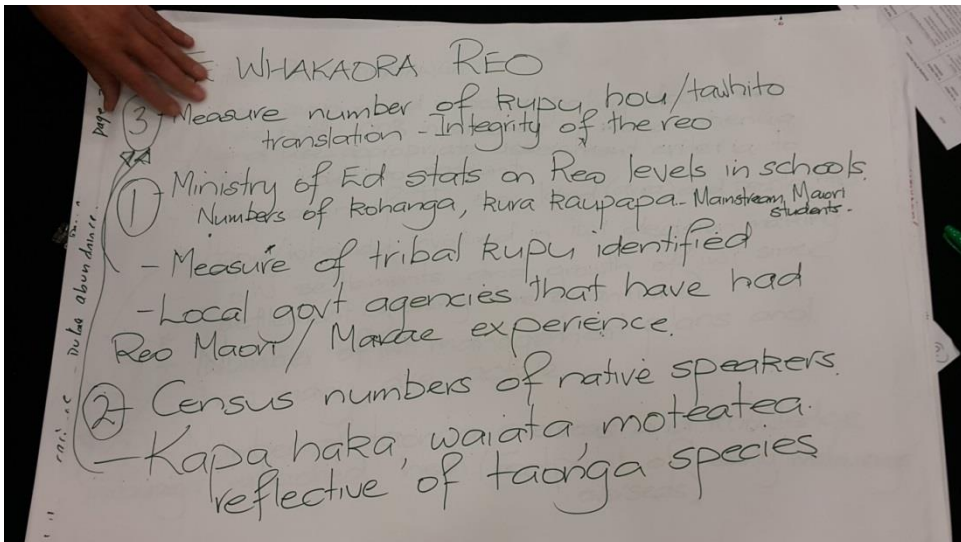 E WHAKAORA REO
③ - Measure number of kupu hou/tawhito
translation - Integrity of the reo
① - Ministry of Ed stats on Reo levels in schools.
Numbers of kohanga, kura kaupapa - Mainstream, Maori
students.
- Measure of tribal kupu identified
- Local govt agencies that have had
Reo Maori / Marae experience.
② - Census numbers of native speakers.
- Kapa haka, waiata, moteatea.
reflective of taonga species
page
abundance